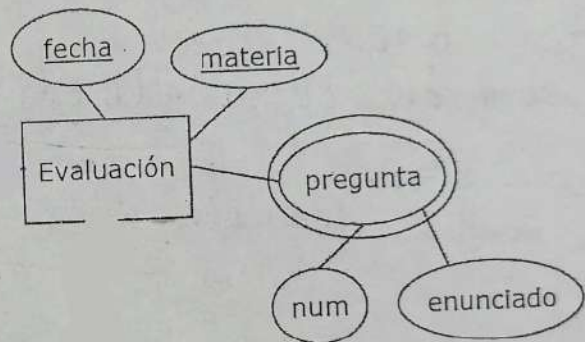 fecha
materia
Evaluación
pregunta
num
enunciado